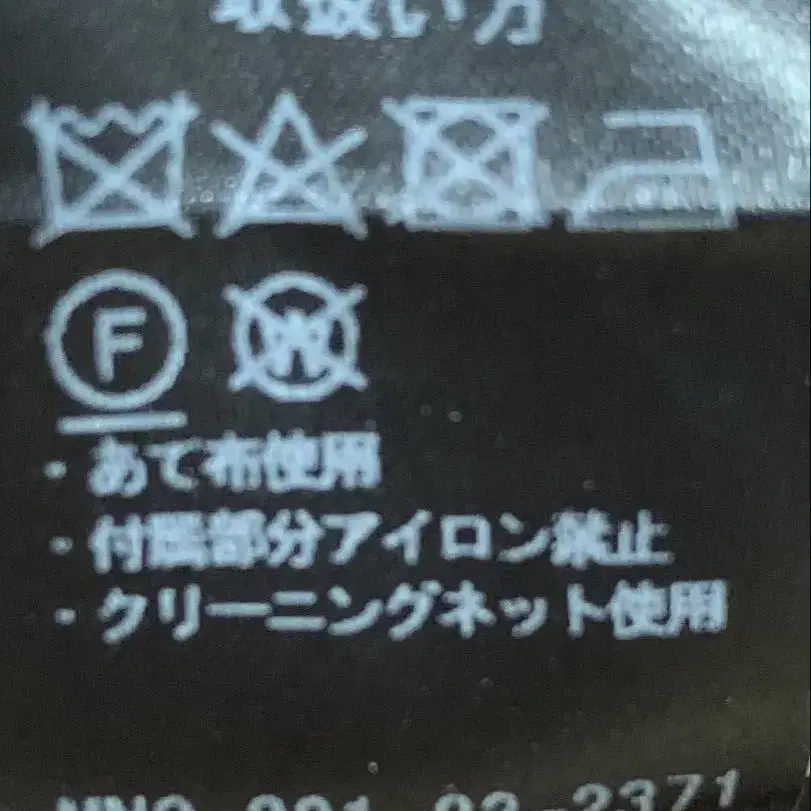 取扱い方
F
W
・あて布使用
・付属部分アイロン禁止
・クリーニングネット使用
-2371